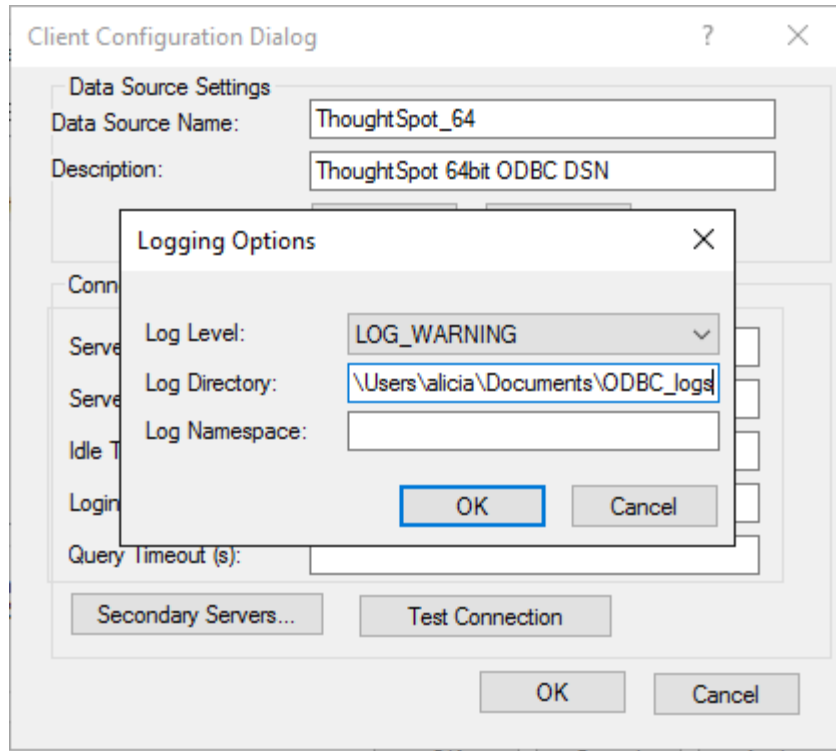 Client Configuration Dialog
Data Source Settings
Data Source Name: ThoughtSpot_64
Description: ThoughtSpot 64bit ODBC DSN
Logging Options
Log Level: LOG_WARNING
Log Directory: \Users\alicia\Documents\ODBC_logs
Log Namespace:
OK Cancel
Query Timeout (s):
Secondary Servers... Test Connection
OK Cancel